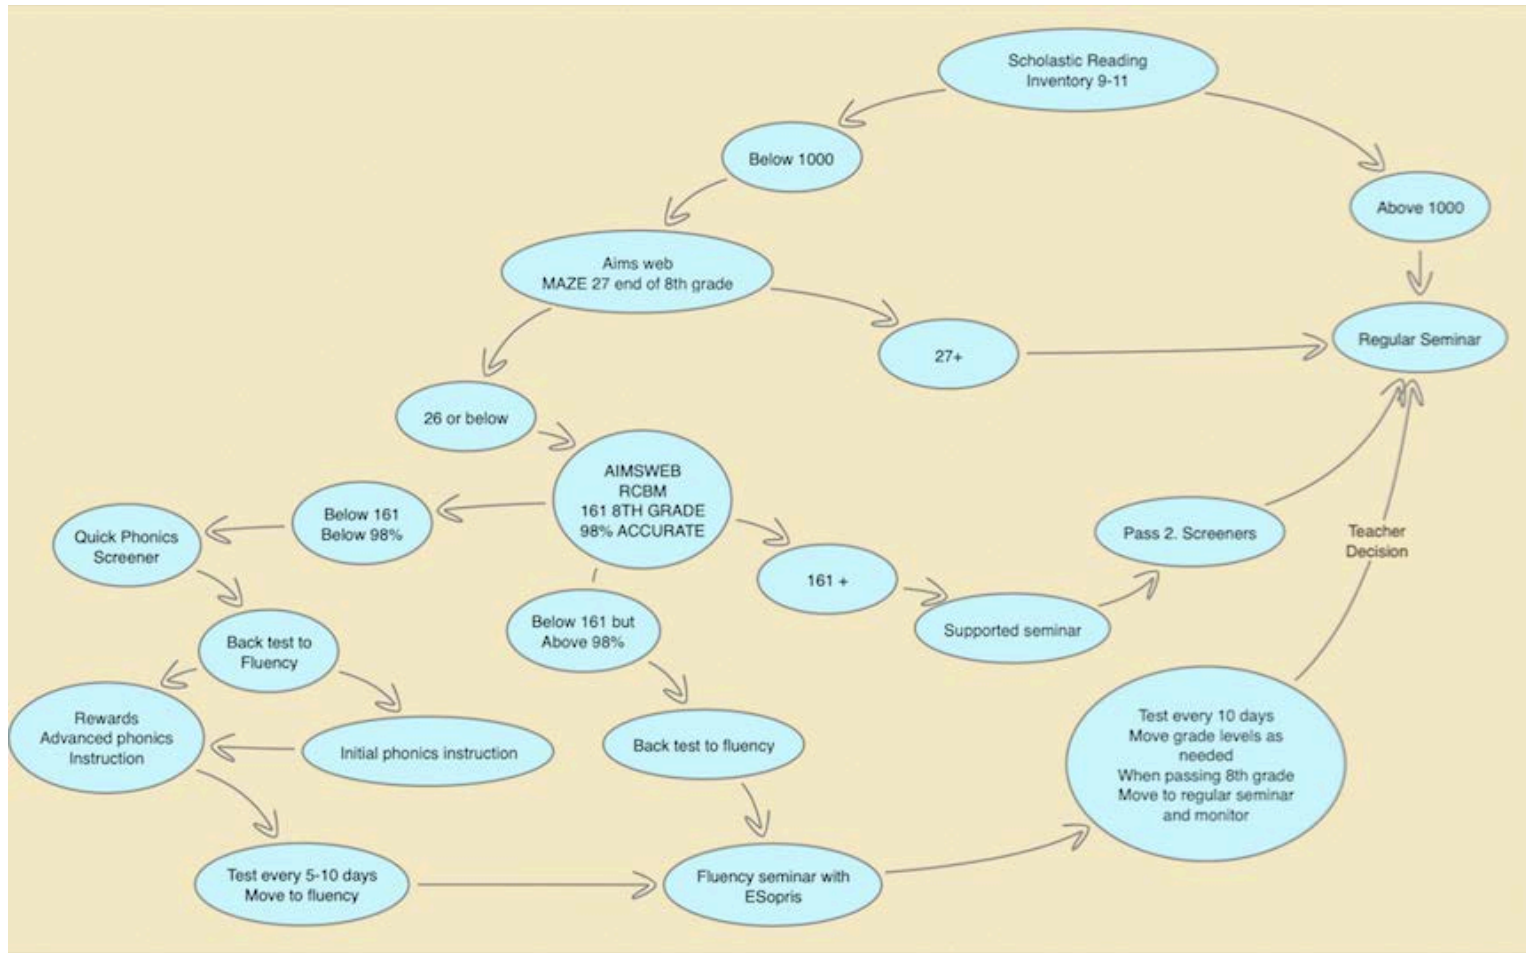 Scholastic Reading
Inventory 9-11
Below 1000
Above 1000
Aims web
MAZE 27 end of 8th grade
27+
Regular Seminar
26 or below
AIMSWEB
RCBM
161 8TH GRADE
98% ACCURATE
Below 161
Below 98%
Quick Phonics
Screener
Pass 2. Screeners
Teacher
Decision
161 +
Below 161 but
Above 98%
Supported seminar
Back test to
Fluency
Rewards
Advanced phonics
Instruction
Initial phonics instruction
Back test to fluency
Test every 10 days
Move grade levels as
needed
When passing 8th grade
Move to regular seminar
and monitor
Test every 5-10 days
Move to fluency
Fluency seminar with
ESopris